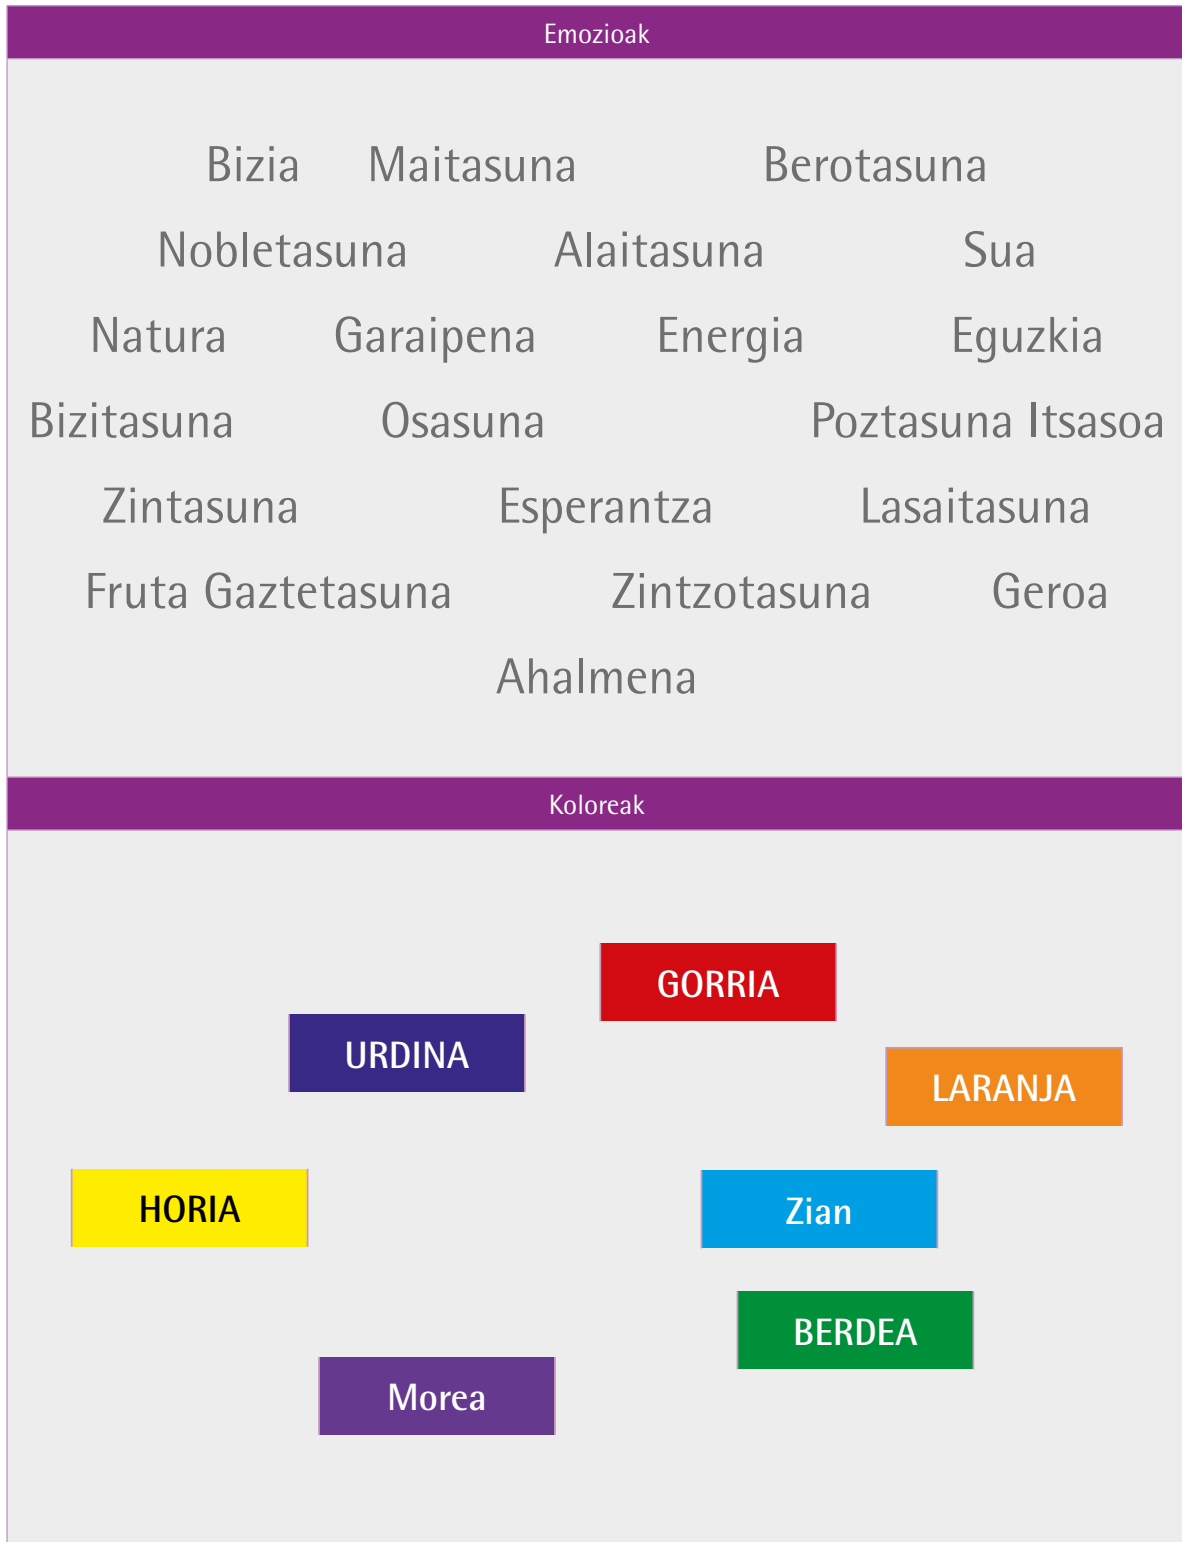 Emozioak
Bizia Maitasuna Berotasuna
Nobletasuna Alaitasuna Sua
Natura Garaipena Energia Eguzkia
Bizitasuna Osasuna Poztasuna Itsasoa
Zintasuna Esperantza Lasaitasuna
Fruta Gaztetasuna Zintzotasuna Geroa
Ahalmena
Koloreak
GORRIA
URDINA
LARANJA
HORIA
Zian
BERDEA
Morea